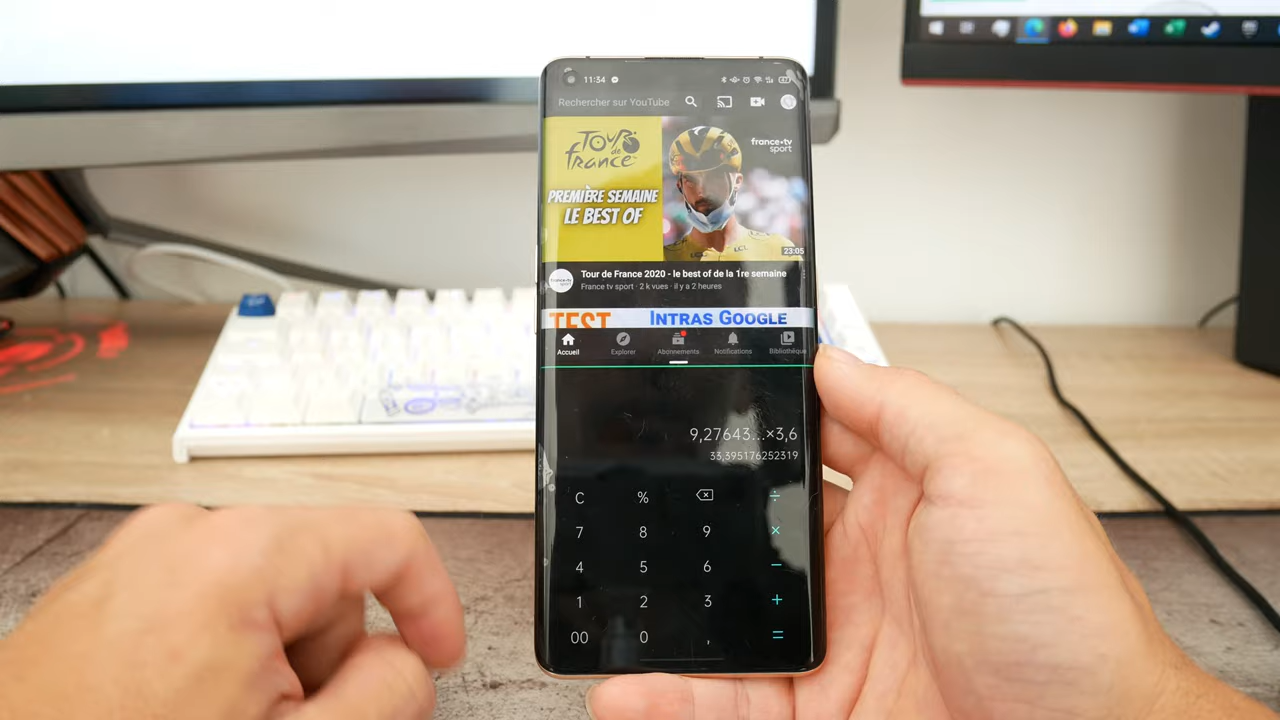 11:34
Rechercher sur YouTube
TOUR
de
france
france•tv
sport
PREMIÈRE SEMAINE
LE BEST OF
LCL
23:05
Tour de France 2020 - le best of de la 1re semaine
France tv sport · 2 k vues · il y a 2 heures
TEST
INTRAS GOOGLE
Accueil
Explorer
Abonnements
Notifications
Bibliothèque
9,27643...×3,6
33,395176252319
C
%
÷
7
8
9
×
4
5
6
−
1
2
3
+
00
0
,
=